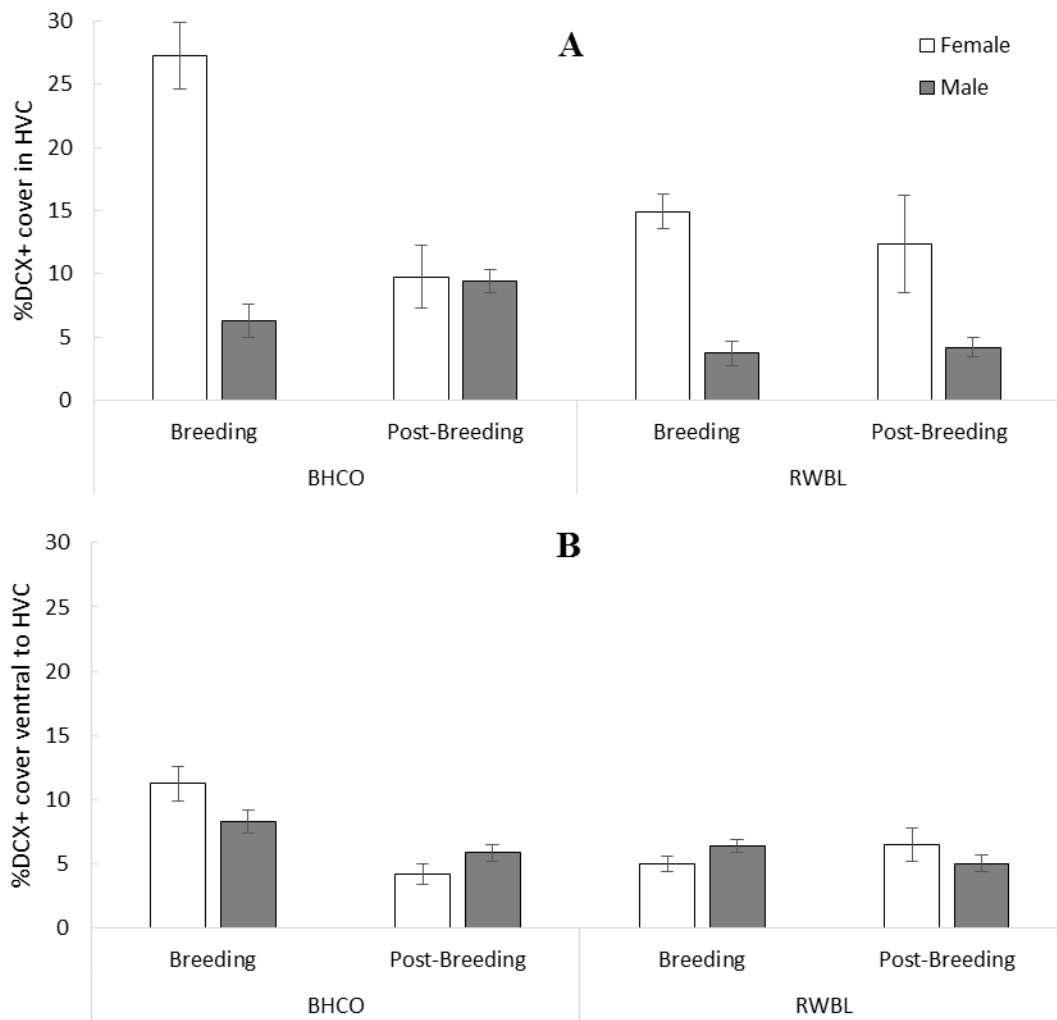 A
Female
Male
%DCX+ cover in HVC
30
25
20
15
10
5
0
Breeding Post-Breeding Breeding Post-Breeding
BHCO RWBL
B
%DCX+ cover ventral to HVC
30
25
20
15
10
5
0
Breeding Post-Breeding Breeding Post-Breeding
BHCO RWBL